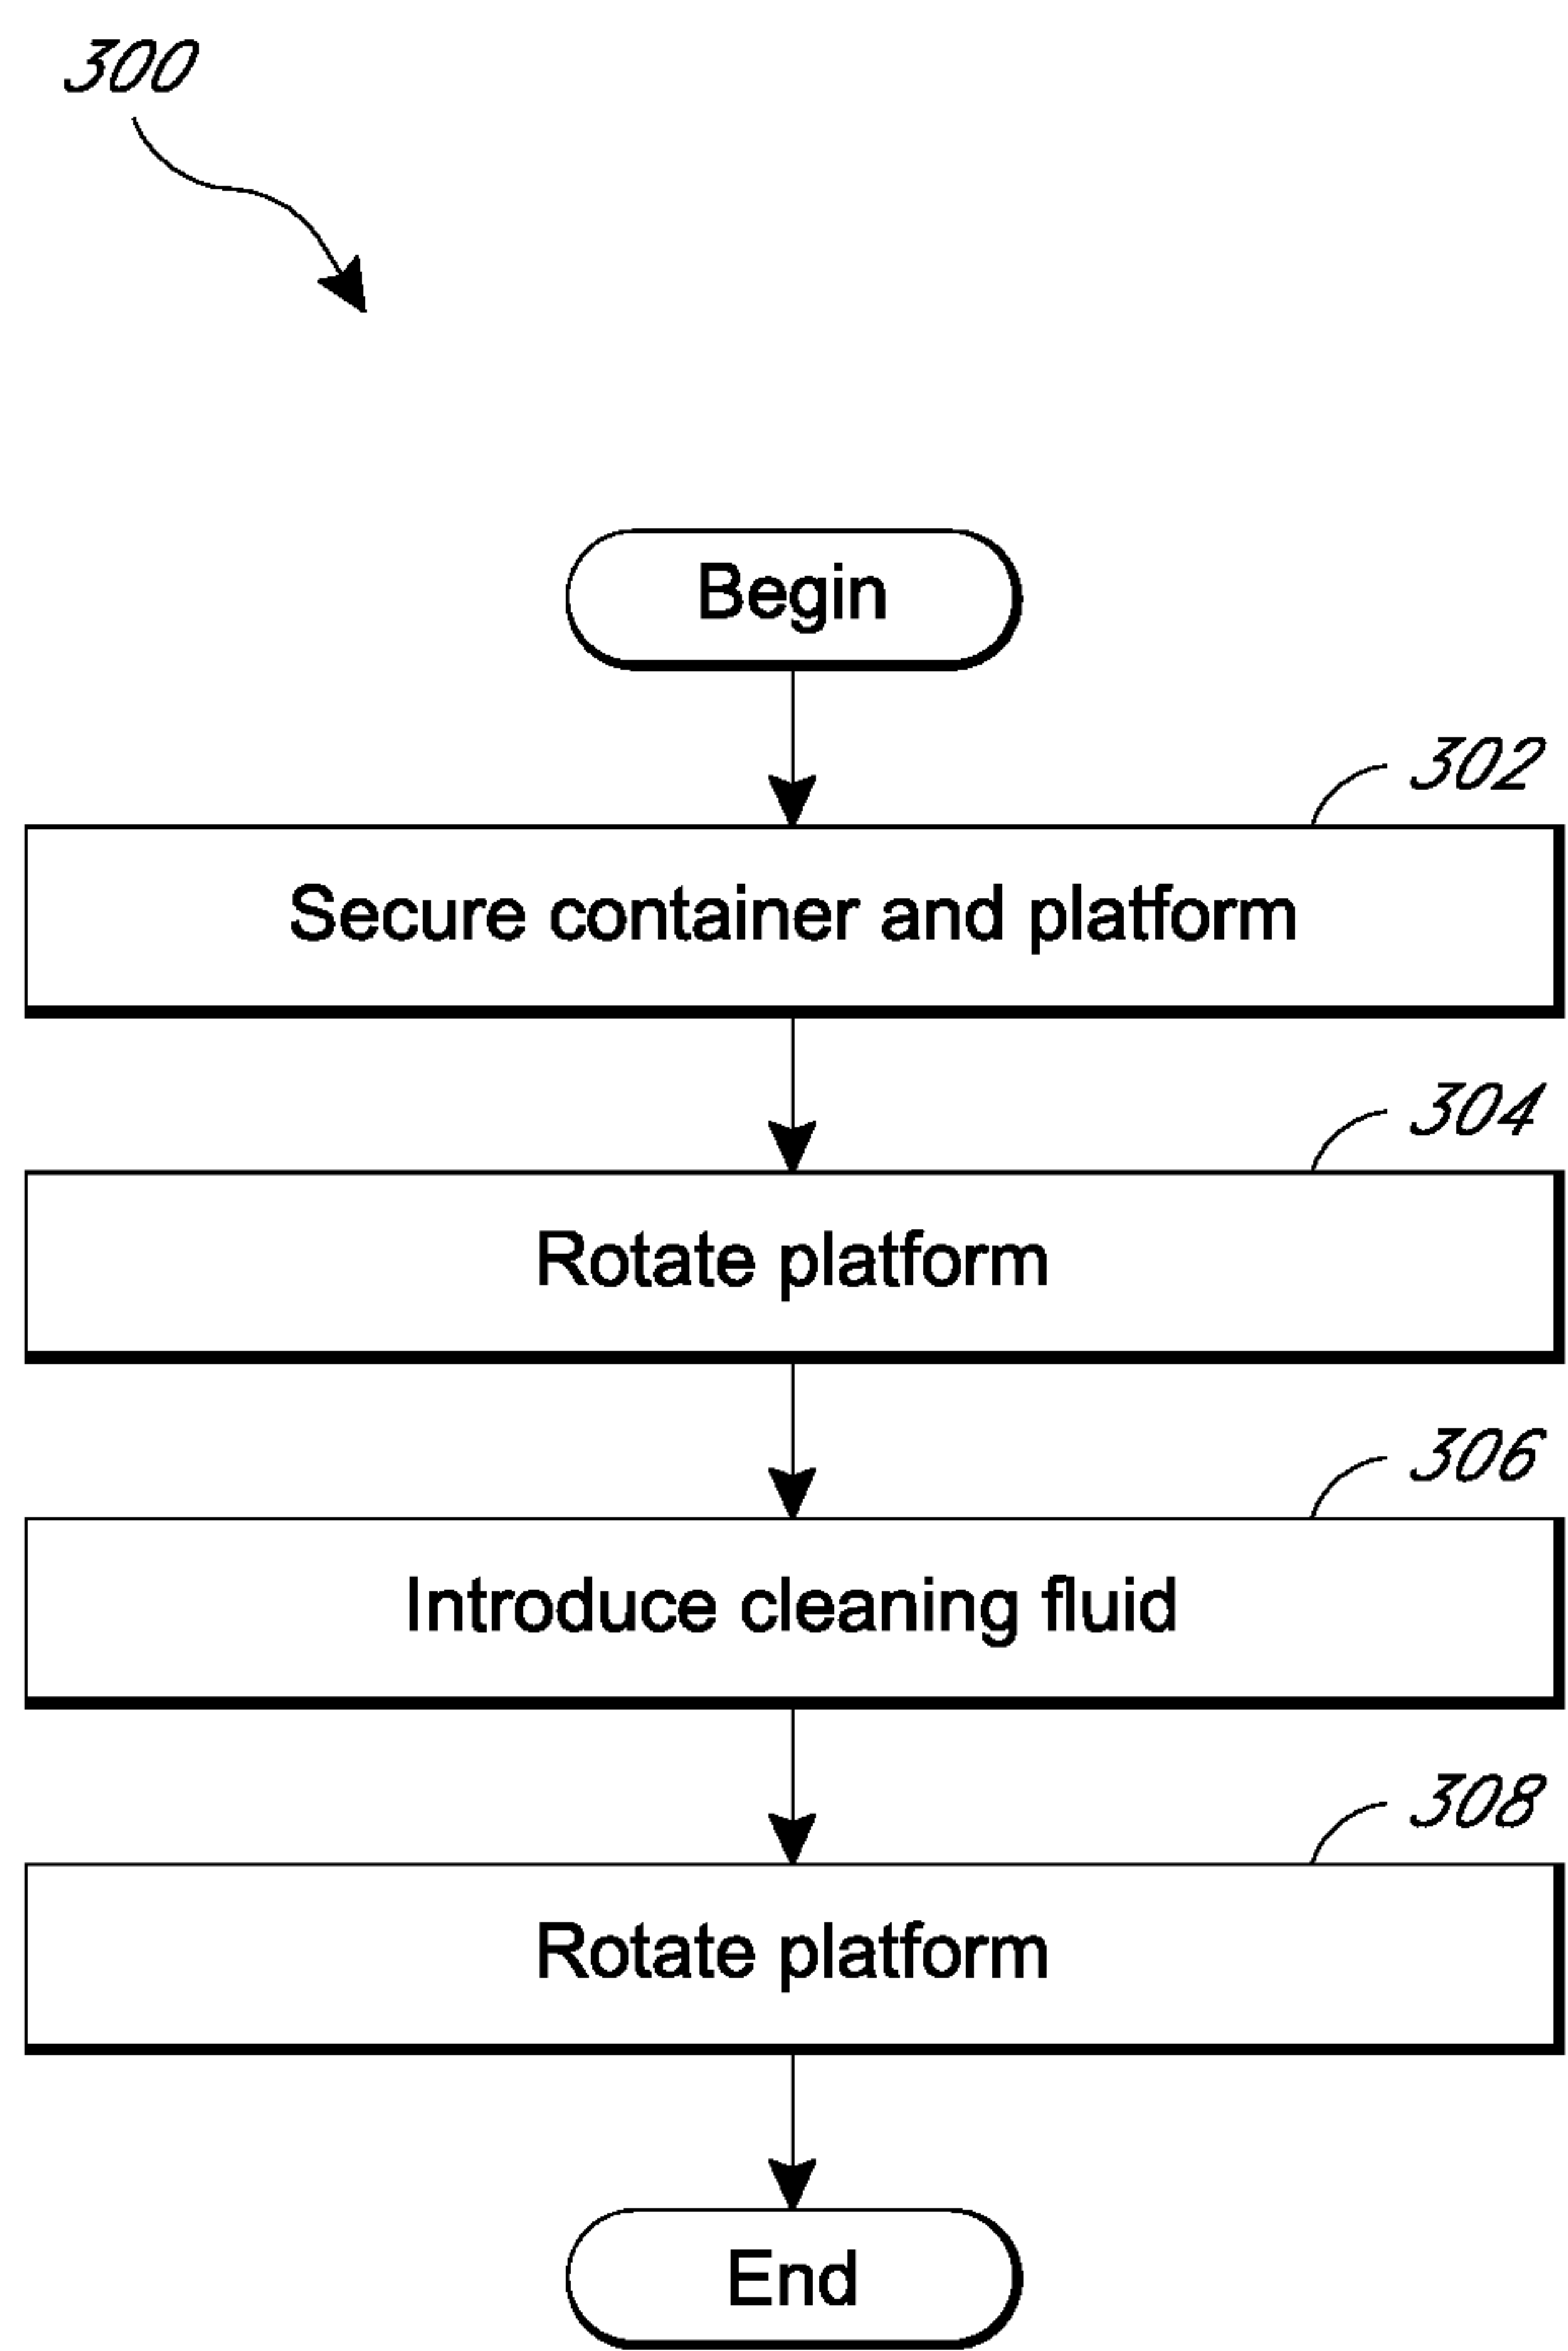 300
Begin
302
Secure container and platform
304
Rotate platform
306
Introduce cleaning fluid
308
Rotate platform
End